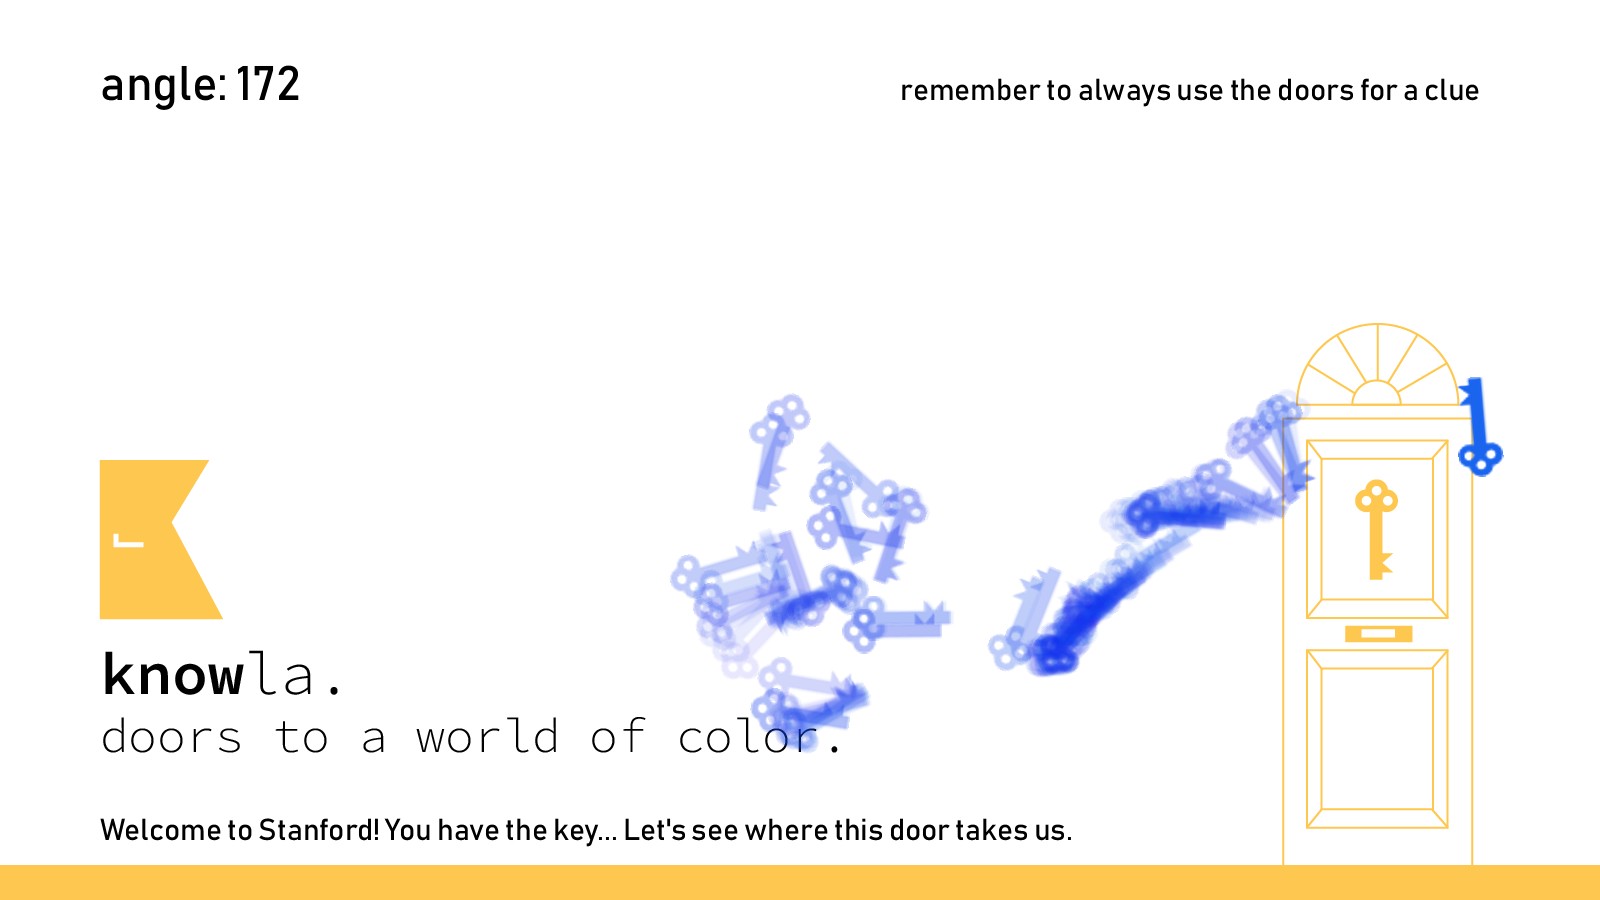 angle: 172
remember to always use the doors for a clue
knowla.
doors to a world of color.
Welcome to Stanford! You have the key... Let's see where this door takes us.